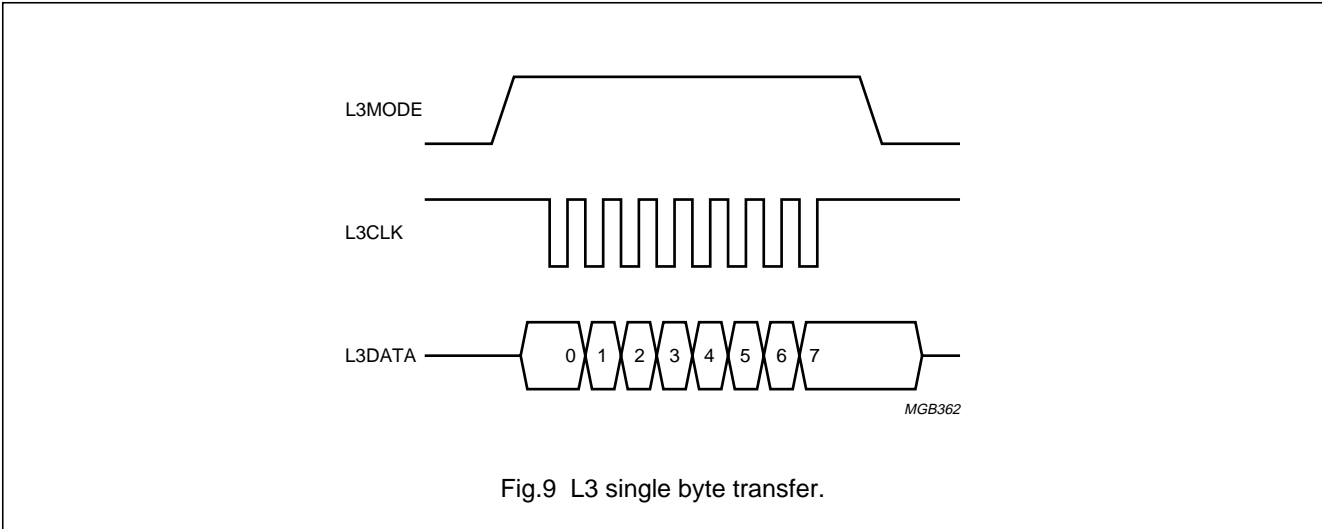 L3MODE
L3CLK
L3DATA 0 1 2 3 4 5 6 7
MGB362
Fig.9 L3 single byte transfer.